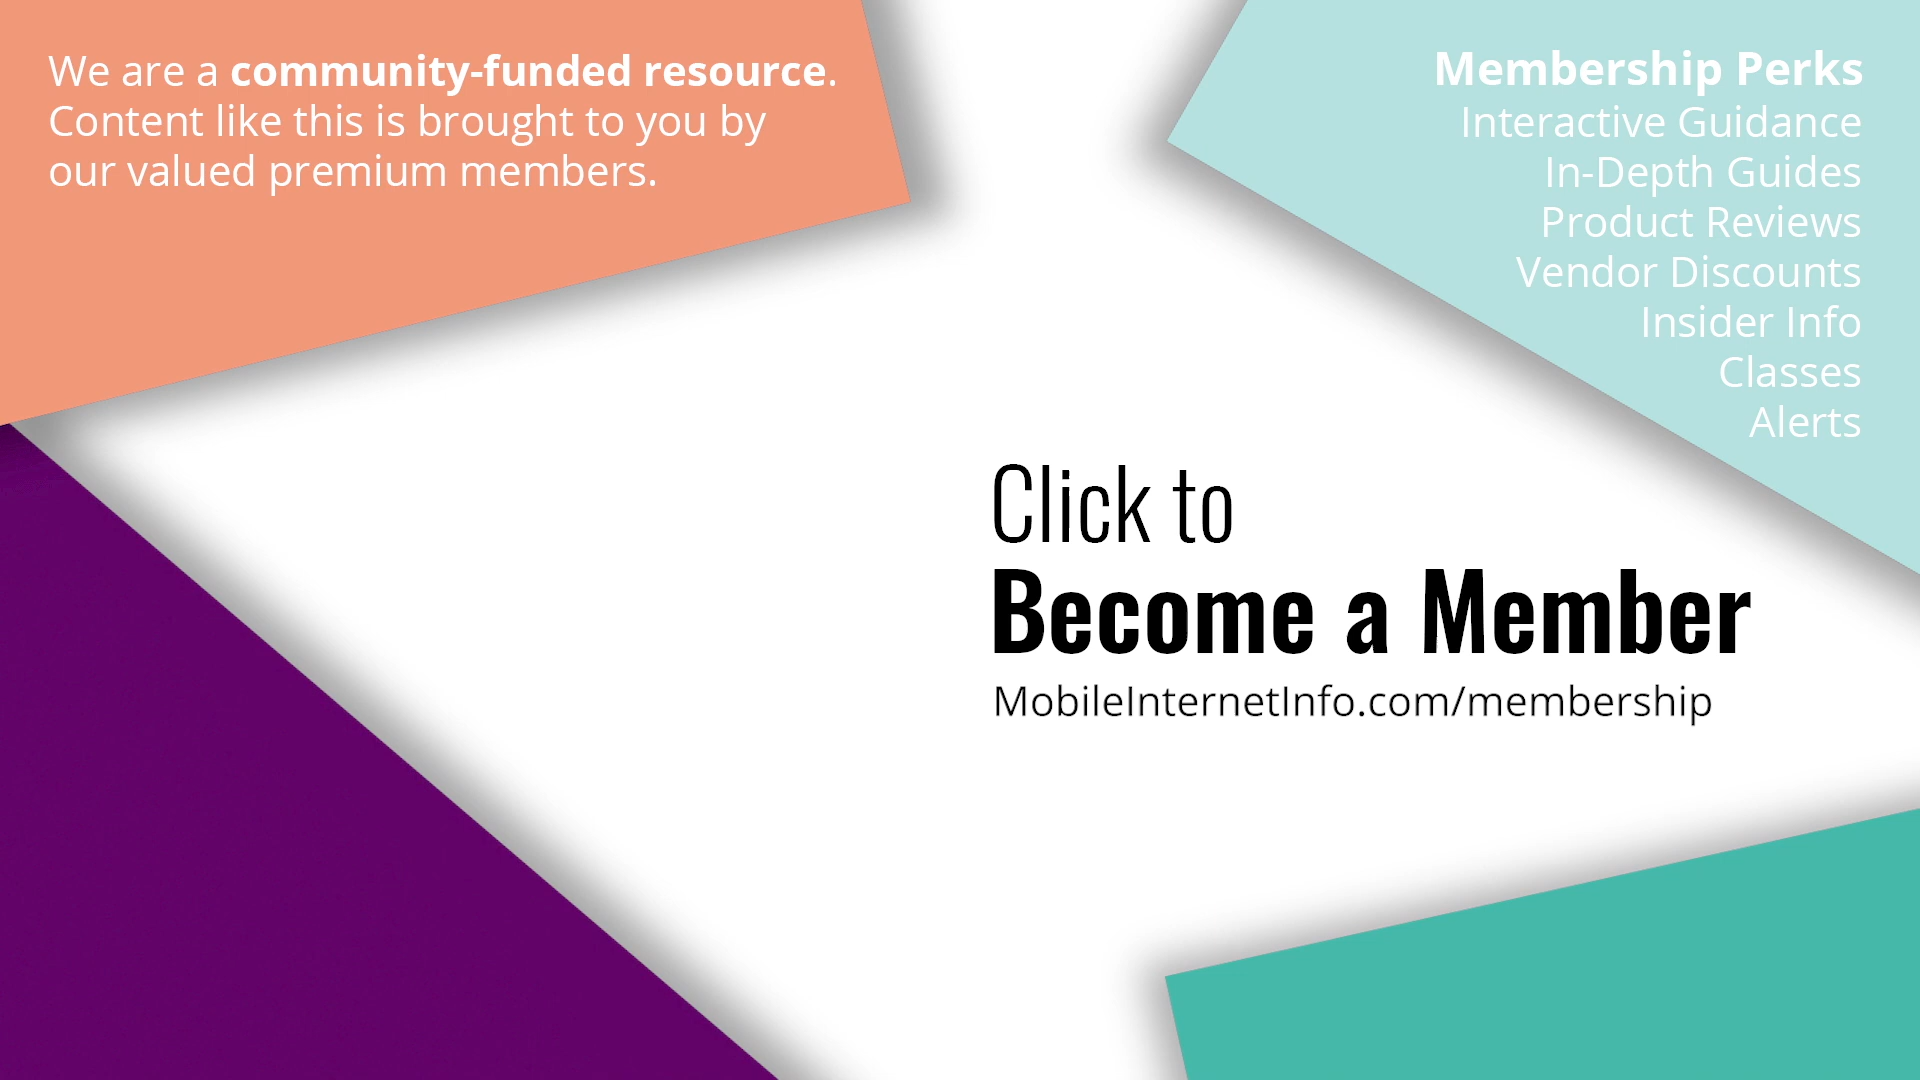 We are a community-funded resource.
Content like this is brought to you by
our valued premium members.
Membership Perks
Interactive Guidance
In-Depth Guides
Product Reviews
Vendor Discounts
Insider Info
Classes
Alerts
Click to
Become a Member
MobileInternetInfo.com/membership